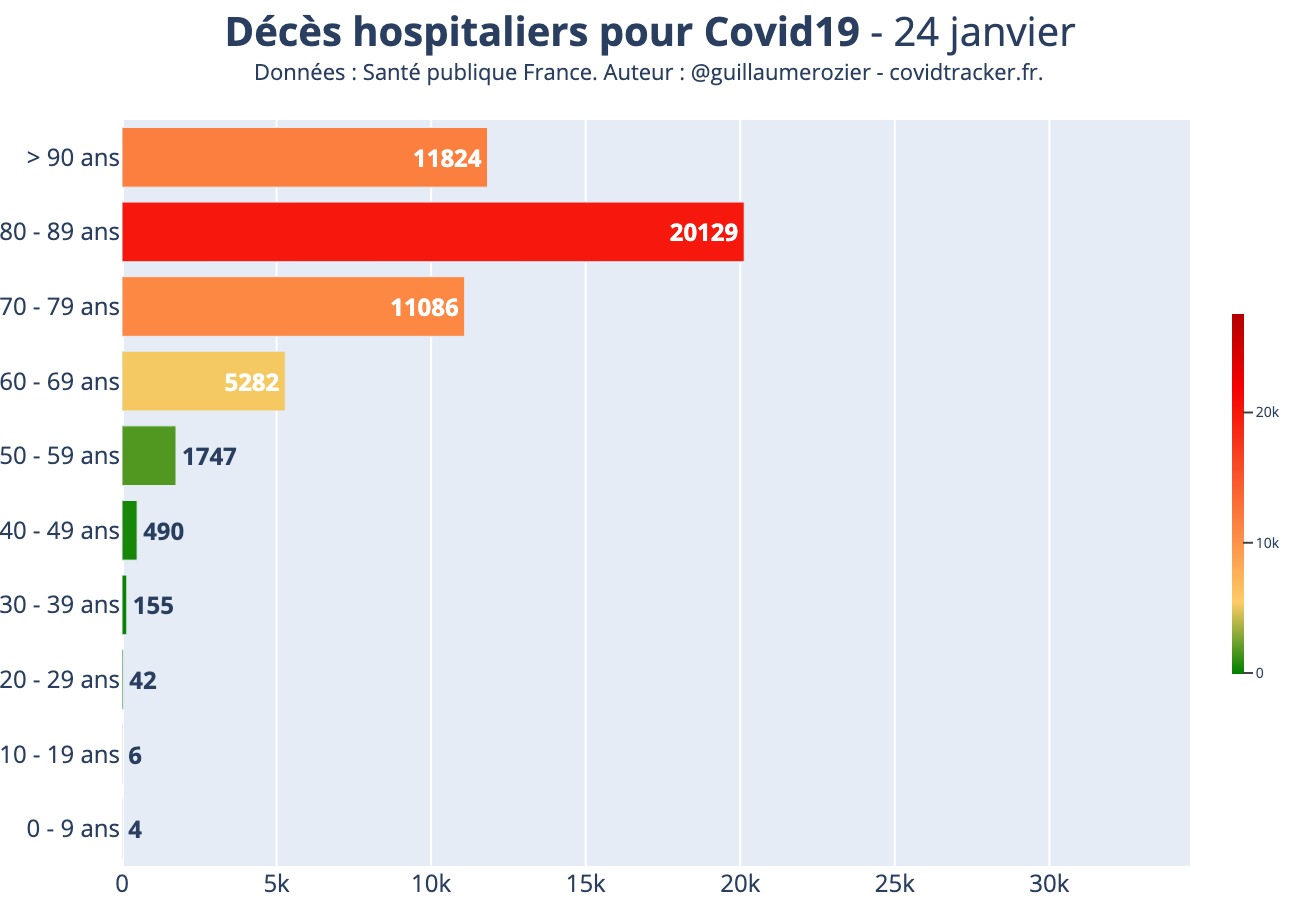 Décès hospitaliers pour Covid19 - 24 janvier
Données : Santé publique France. Auteur : @guillaumerozier - covidtracker.fr.
> 90 ans 11824
80 - 89 ans 20129
70 - 79 ans 11086
60 - 69 ans 5282
50 - 59 ans 1747
40 - 49 ans 490
30 - 39 ans 155
20 - 29 ans 42
10 - 19 ans 6
0 - 9 ans 4
0 5k 10k 15k 20k 25k 30k
20k
10k
0